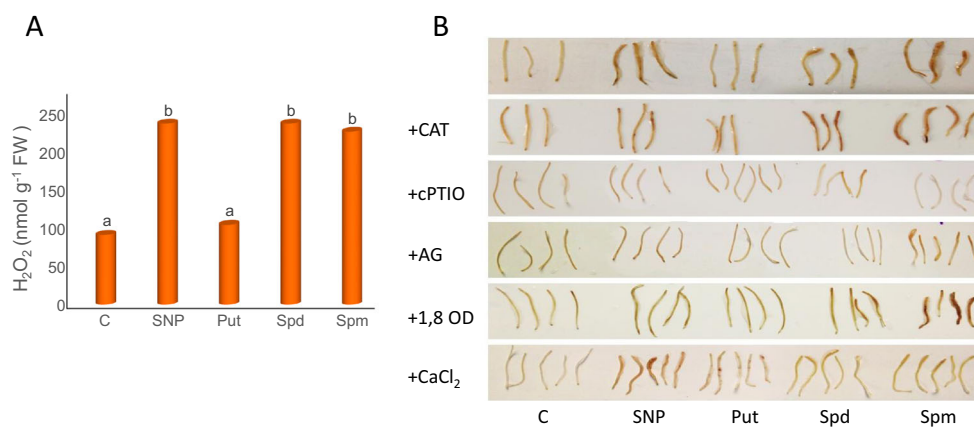 A
H₂O₂ (nmol g⁻¹ FW )
250
200
150
100
50
0
a
b
a
b
b
C SNP Put Spd Spm
B
+CAT
+cPTIO
+AG
+1,8 OD
+CaCl₂
C SNP Put Spd Spm